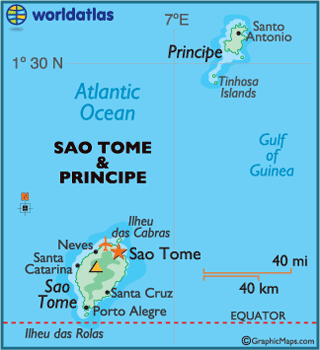 worldatlas
7°E
Santo
Antonio
Principe
1° 30 N
Tinhosa
Islands
Atlantic
Ocean
Gulf
of
Guinea
SAO TOME
&
PRINCIPE
N
Ilheu
das Cabras
Neves
Sao Tome
Santa
Catarina
40 mi
Sao
Tome
Santa Cruz
40 km
Porto Alegre
EQUATOR
Ilheu das Rolas
©GraphicMaps.com